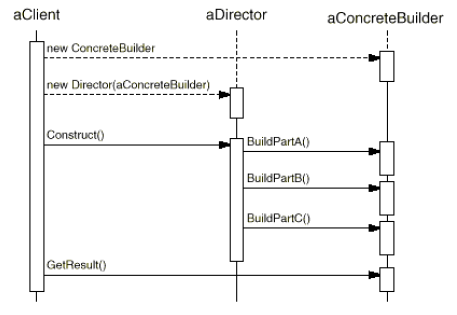 aClient
aDirector
aConcreteBuilder
new ConcreteBuilder
new Director(aConcreteBuilder)
Construct()
BuildPartA()
BuildPartB()
BuildPartC()
GetResult()